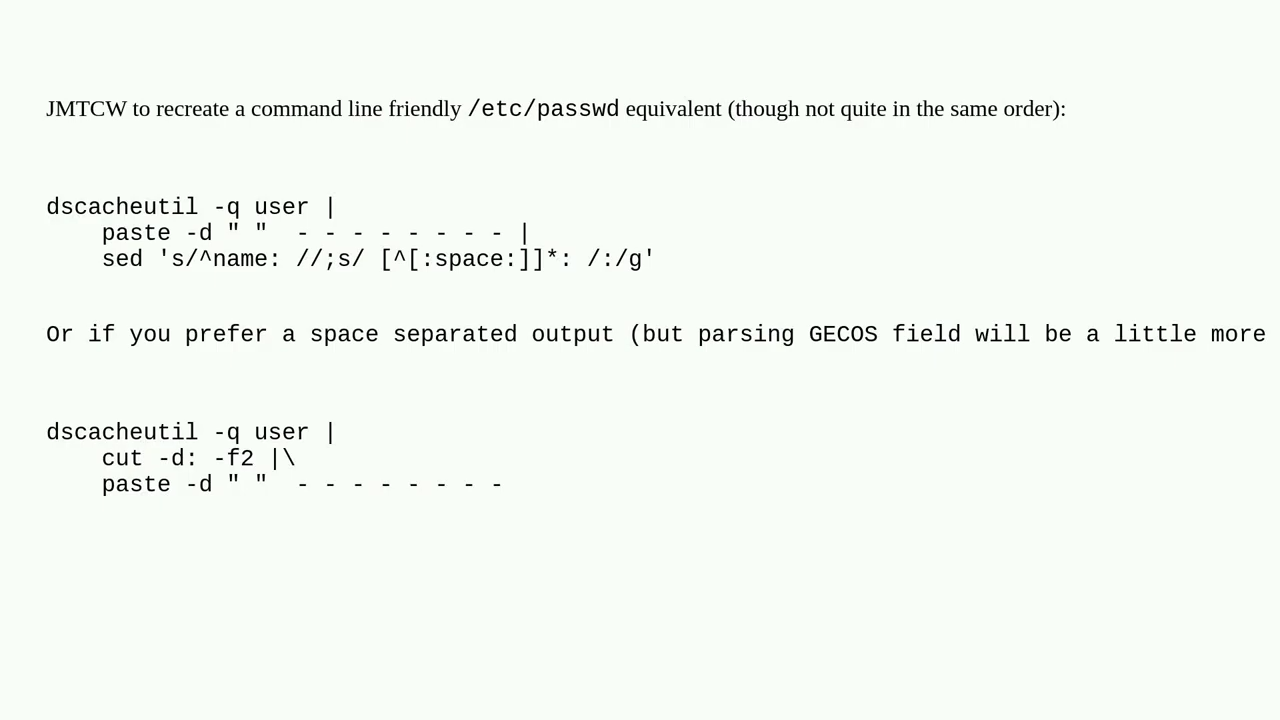 JMTCW to recreate a command line friendly /etc/passwd equivalent (though not quite in the same order):
dscacheutil -q user |
    paste -d " "  - - - - - - - - |
    sed 's/^name: //;s/ [^[:space:]]*: /:/g'
Or if you prefer a space separated output (but parsing GECOS field will be a little more
dscacheutil -q user |
    cut -d: -f2 |\
    paste -d " "  - - - - - - - -